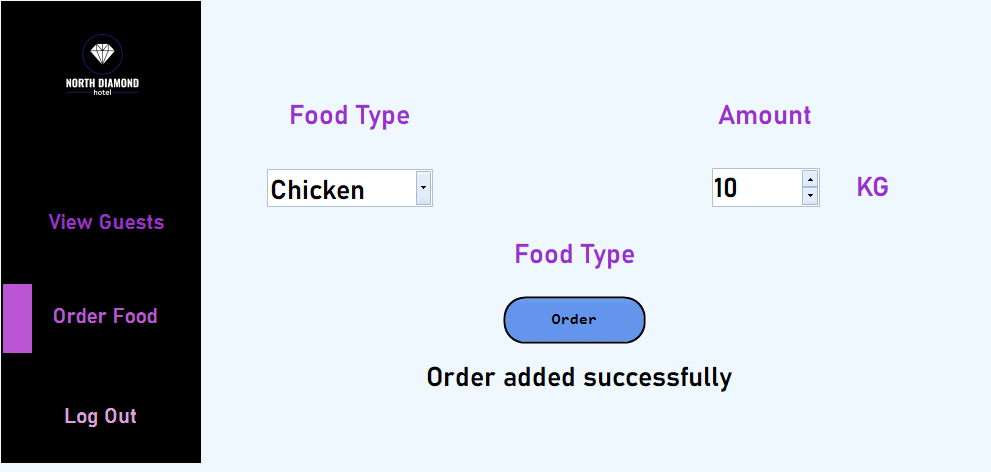 NORTH DIAMOND
hotel
View Guests
Order Food
Log Out
Food Type
Amount
Chicken
10
KG
Food Type
Order
Order added successfully